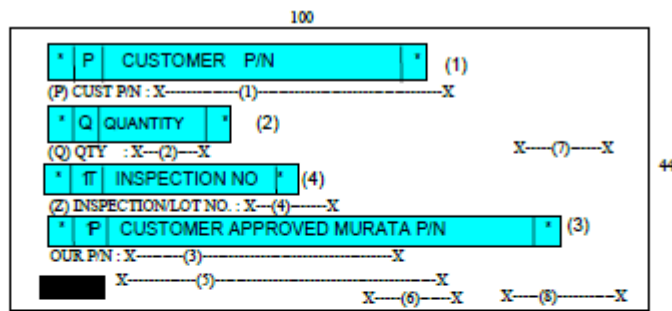 100
* P CUSTOMER P/N * (1)
(P) CUST P/N : X--------------(1)-----------------------------------X
* Q QUANTITY * (2)
(Q) QTY : X---(2)----X X-----(7)------X
44
* 1T INSPECTION NO * (4)
(Z) INSPECTION/LOT NO. : X---(4)-------X
* 1P CUSTOMER APPROVED MURATA P/N * (3)
OUR P/N : X---------(3)--------------------------------------X
X--------------(5)-----------------------------------------X
X-----(6)-----X X-----(8)-----------X